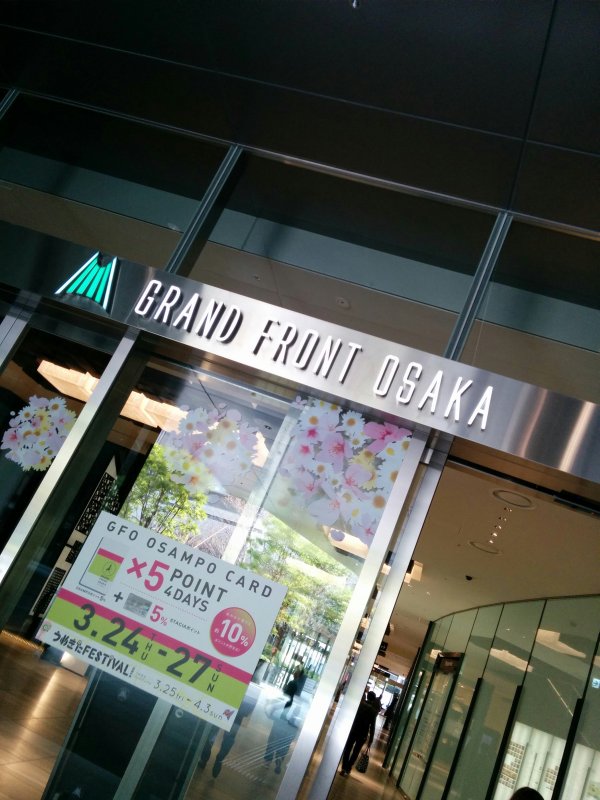 GRAND FRONT OSAKA
GFO OSAMPO CARD
×5 POINT
4DAYS
+ 5%
10%
3.24 THU - 27 SUN
うめきたFESTIVAL!
3.25 fri - 4.3 sun